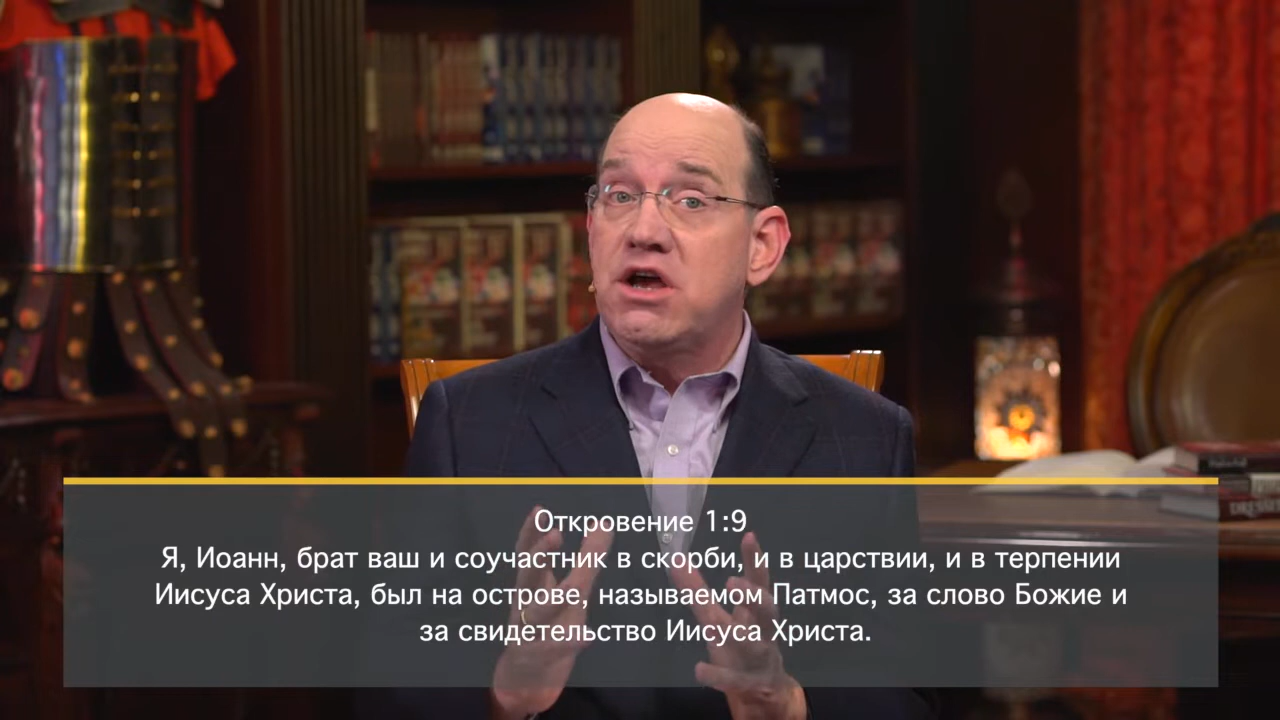 Откровение 1:9
Я, Иоанн, брат ваш и соучастник в скорби, и в царствии, и в терпении
Иисуса Христа, был на острове, называемом Патмос, за слово Божие и
за свидетельство Иисуса Христа.